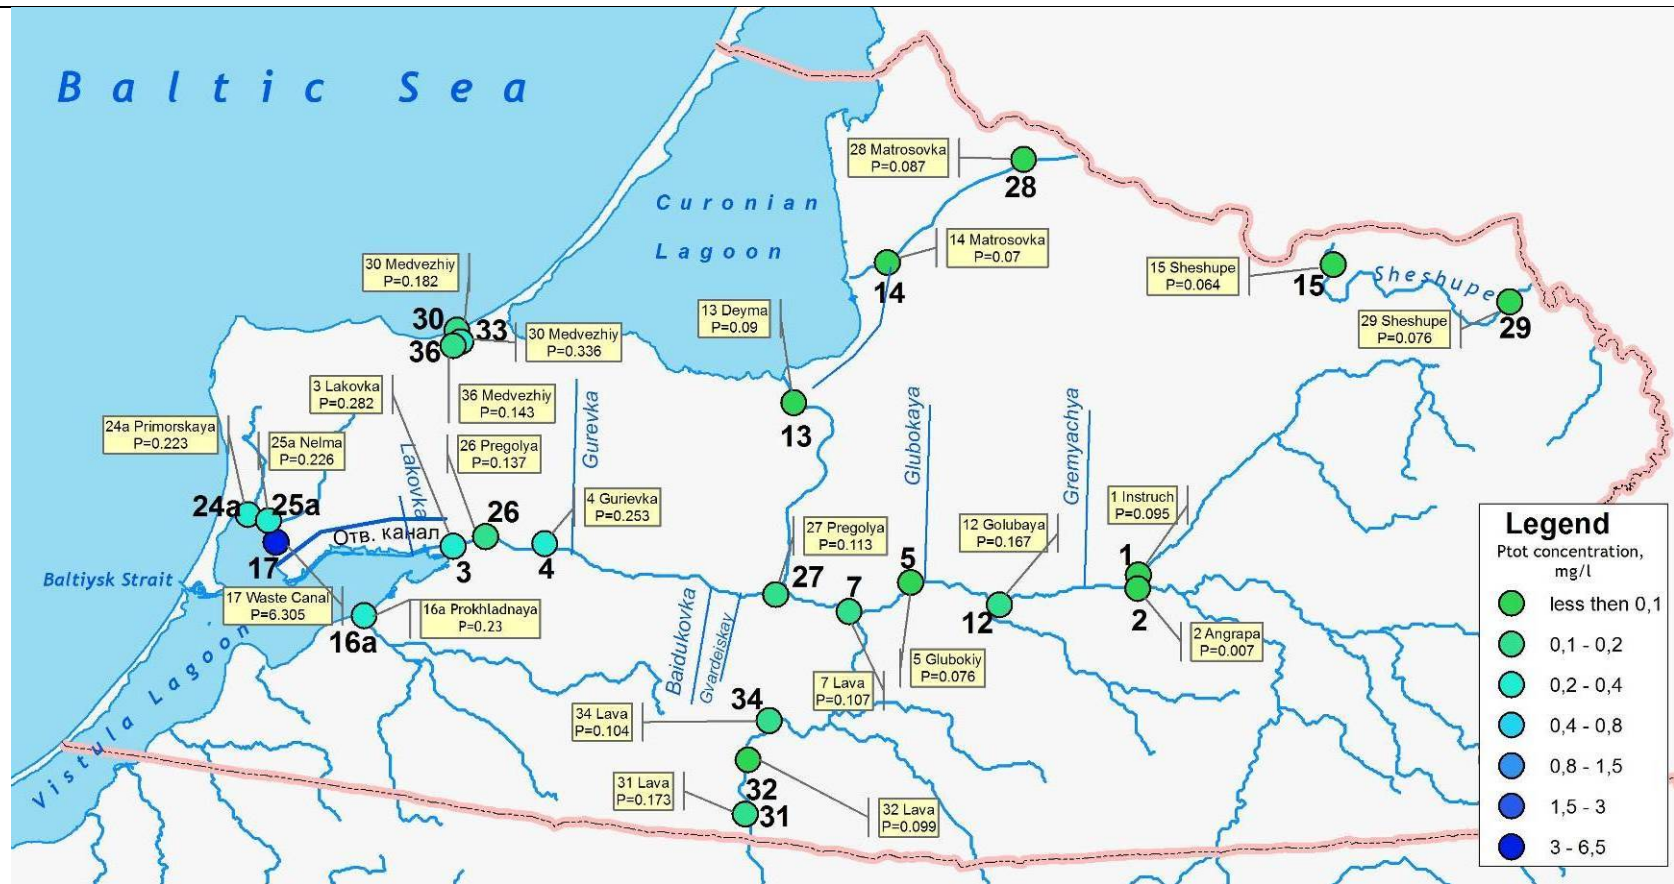 Baltic Sea
28 Matrosovka
P=0.087
28
Curonian
Lagoon
14 Matrosovka
P=0.07
14
15 Sheshupe
P=0.064
15
Sheshupe
29 Sheshupe
P=0.076
29
30 Medvezhiy
P=0.182
30
33
36
30 Medvezhiy
P=0.336
13 Deyma
P=0.09
13
3 Lakovka
P=0.282
36 Medvezhiy
P=0.143
24a Primorskaya
P=0.223
25a Nelma
P=0.226
Lakovka
26 Pregolya
P=0.137
Gurevka
Glubokaya
Gremyachya
24a
25a
26
4 Gurievka
P=0.253
1 Instruch
P=0.095
Отв. канал
17
3
4
27 Pregolya
P=0.113
12 Golubaya
P=0.167
Baltiysk Strait
17 Waste Canal
P=6.305
16a Prokhladnaya
P=0.23
16a
27
7
5
12
1
2
Baidukovka
Gvardeiskay
5 Glubokiy
P=0.076
2 Angrapa
P=0.007
7 Lava
P=0.107
Vistula Lagoon
34 Lava
P=0.104
34
31 Lava
P=0.173
32
31
32 Lava
P=0.099
Legend
Ptot concentration,
mg/l
less then 0,1
0,1 - 0,2
0,2 - 0,4
0,4 - 0,8
0,8 - 1,5
1,5 - 3
3 - 6,5